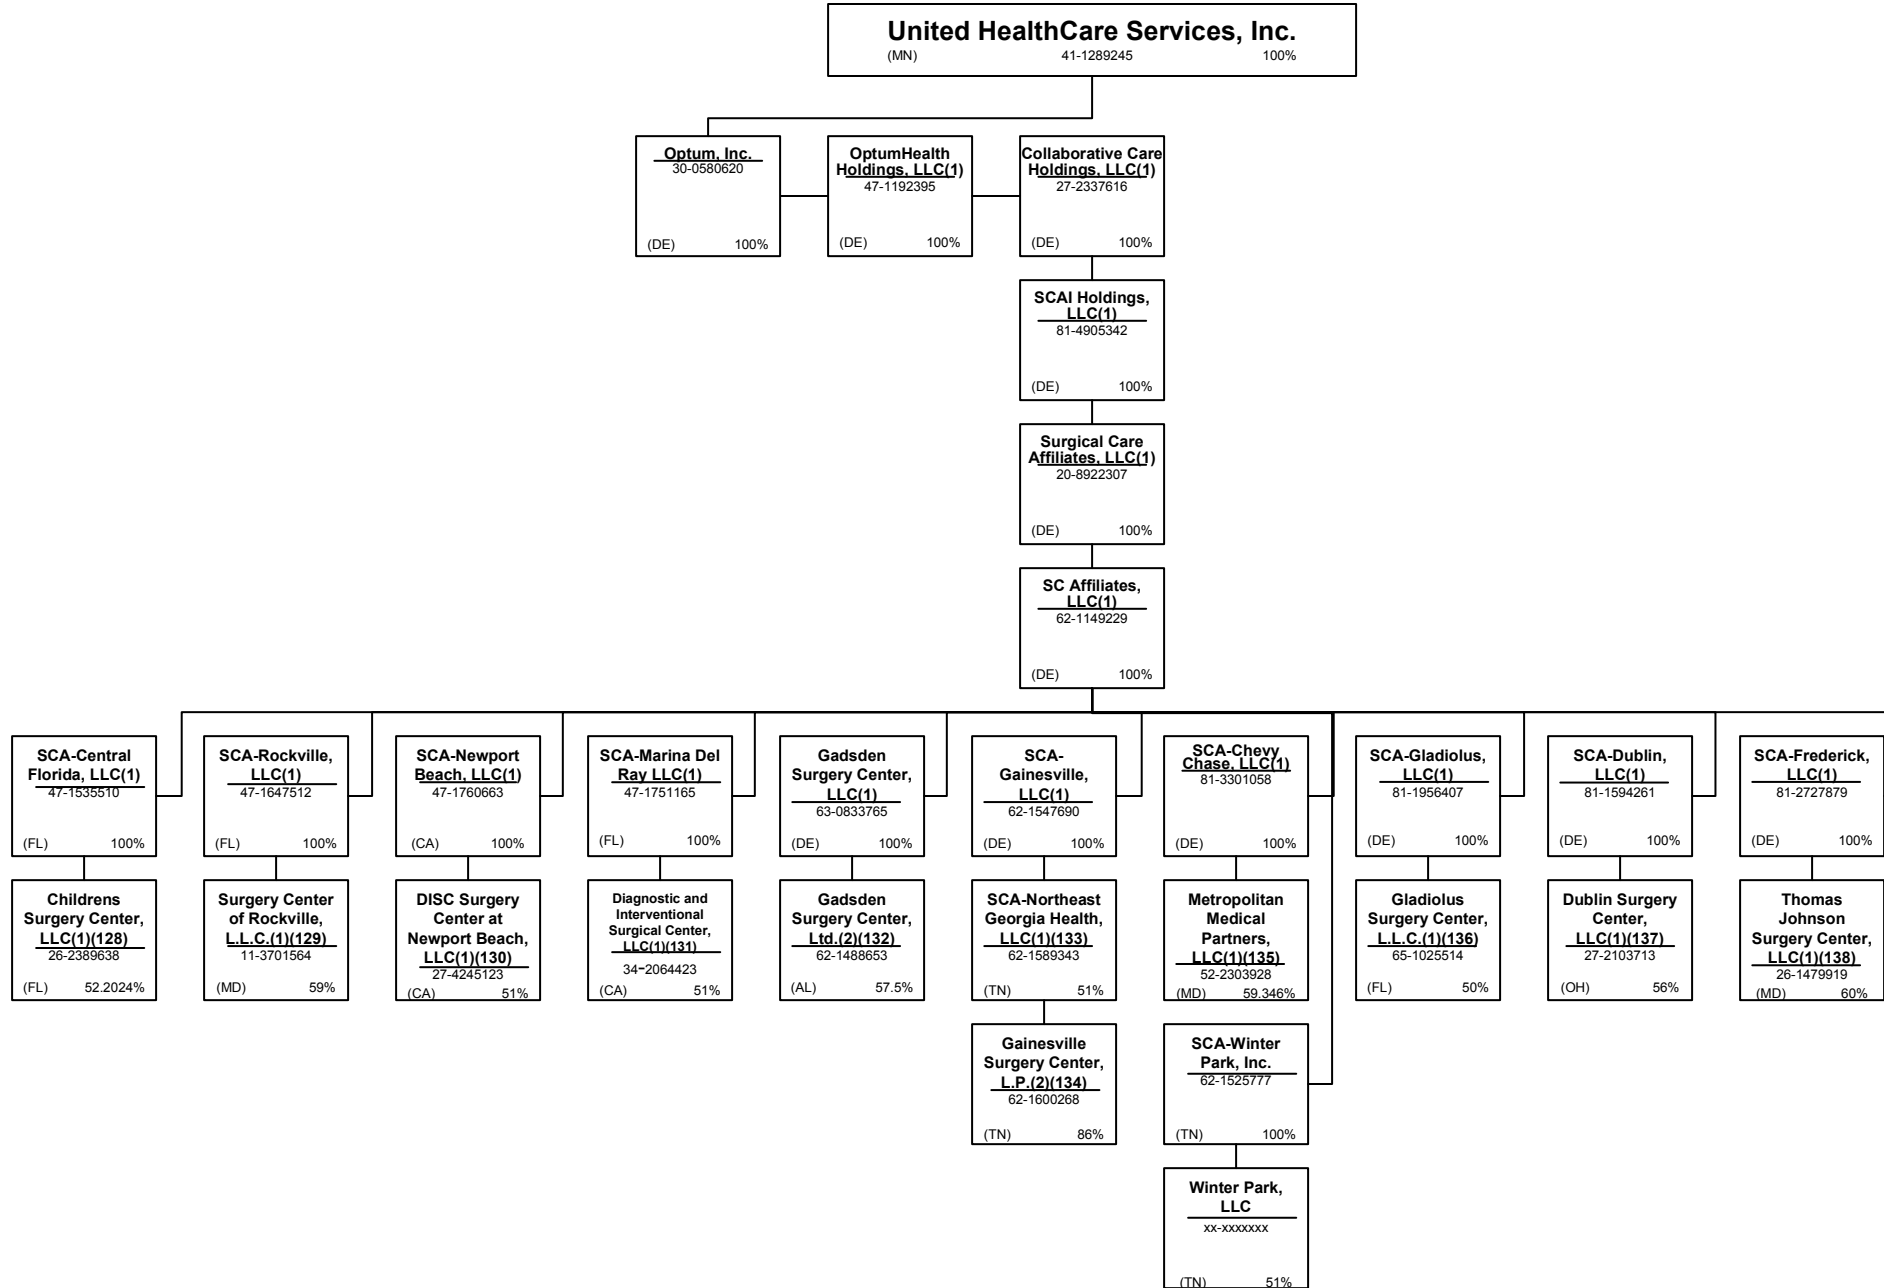 United HealthCare Services, Inc.
(MN) 41-1289245 100%
Optum, Inc.
30-0580620
(DE) 100%
OptumHealth
Holdings, LLC(1)
47-1192395
(DE) 100%
Collaborative Care
Holdings, LLC(1)
27-2337616
(DE) 100%
SCAI Holdings,
LLC(1)
81-4905342
(DE) 100%
Surgical Care
Affiliates, LLC(1)
20-8922307
(DE) 100%
SC Affiliates,
LLC(1)
62-1149229
(DE) 100%
SCA-Central
Florida, LLC(1)
47-1535510
(FL) 100%
SCA-Rockville,
LLC(1)
47-1647512
(FL) 100%
SCA-Newport
Beach, LLC(1)
47-1760663
(CA) 100%
SCA-Marina Del
Ray LLC(1)
47-1751165
(FL) 100%
Gadsden
Surgery Center,
LLC(1)
63-0833765
(DE) 100%
SCA-
Gainesville,
LLC(1)
62-1547690
(DE) 100%
SCA-Chevy
Chase, LLC(1)
81-3301058
(DE) 100%
SCA-Gladiolus,
LLC(1)
81-1956407
(DE) 100%
SCA-Dublin,
LLC(1)
81-1594261
(DE) 100%
SCA-Frederick,
LLC(1)
81-2727879
(DE) 100%
Childrens
Surgery Center,
LLC(1)(128)
26-2389638
(FL) 52.2024%
Surgery Center
of Rockville,
L.L.C.(1)(129)
11-3701564
(MD) 59%
DISC Surgery
Center at
Newport Beach,
LLC(1)(130)
27-4245123
(CA) 51%
Diagnostic and
Interventional
Surgical Center,
LLC(1)(131)
34-2064423
(CA) 51%
Gadsden
Surgery Center,
Ltd.(2)(132)
62-1488653
(AL) 57.5%
SCA-Northeast
Georgia Health,
LLC(1)(133)
62-1589343
(TN) 51%
Metropolitan
Medical
Partners,
LLC(1)(135)
52-2303928
(MD) 59.346%
Gladiolus
Surgery Center,
L.L.C.(1)(136)
65-1025514
(FL) 50%
Dublin Surgery
Center,
LLC(1)(137)
27-2103713
(OH) 56%
Thomas
Johnson
Surgery Center,
LLC(1)(138)
26-1479919
(MD) 60%
Gainesville
Surgery Center,
L.P.(2)(134)
62-1600268
(TN) 86%
SCA-Winter
Park, Inc.
62-1525777
(TN) 100%
Winter Park,
LLC
xx-xxxxxxx
(TN) 51%